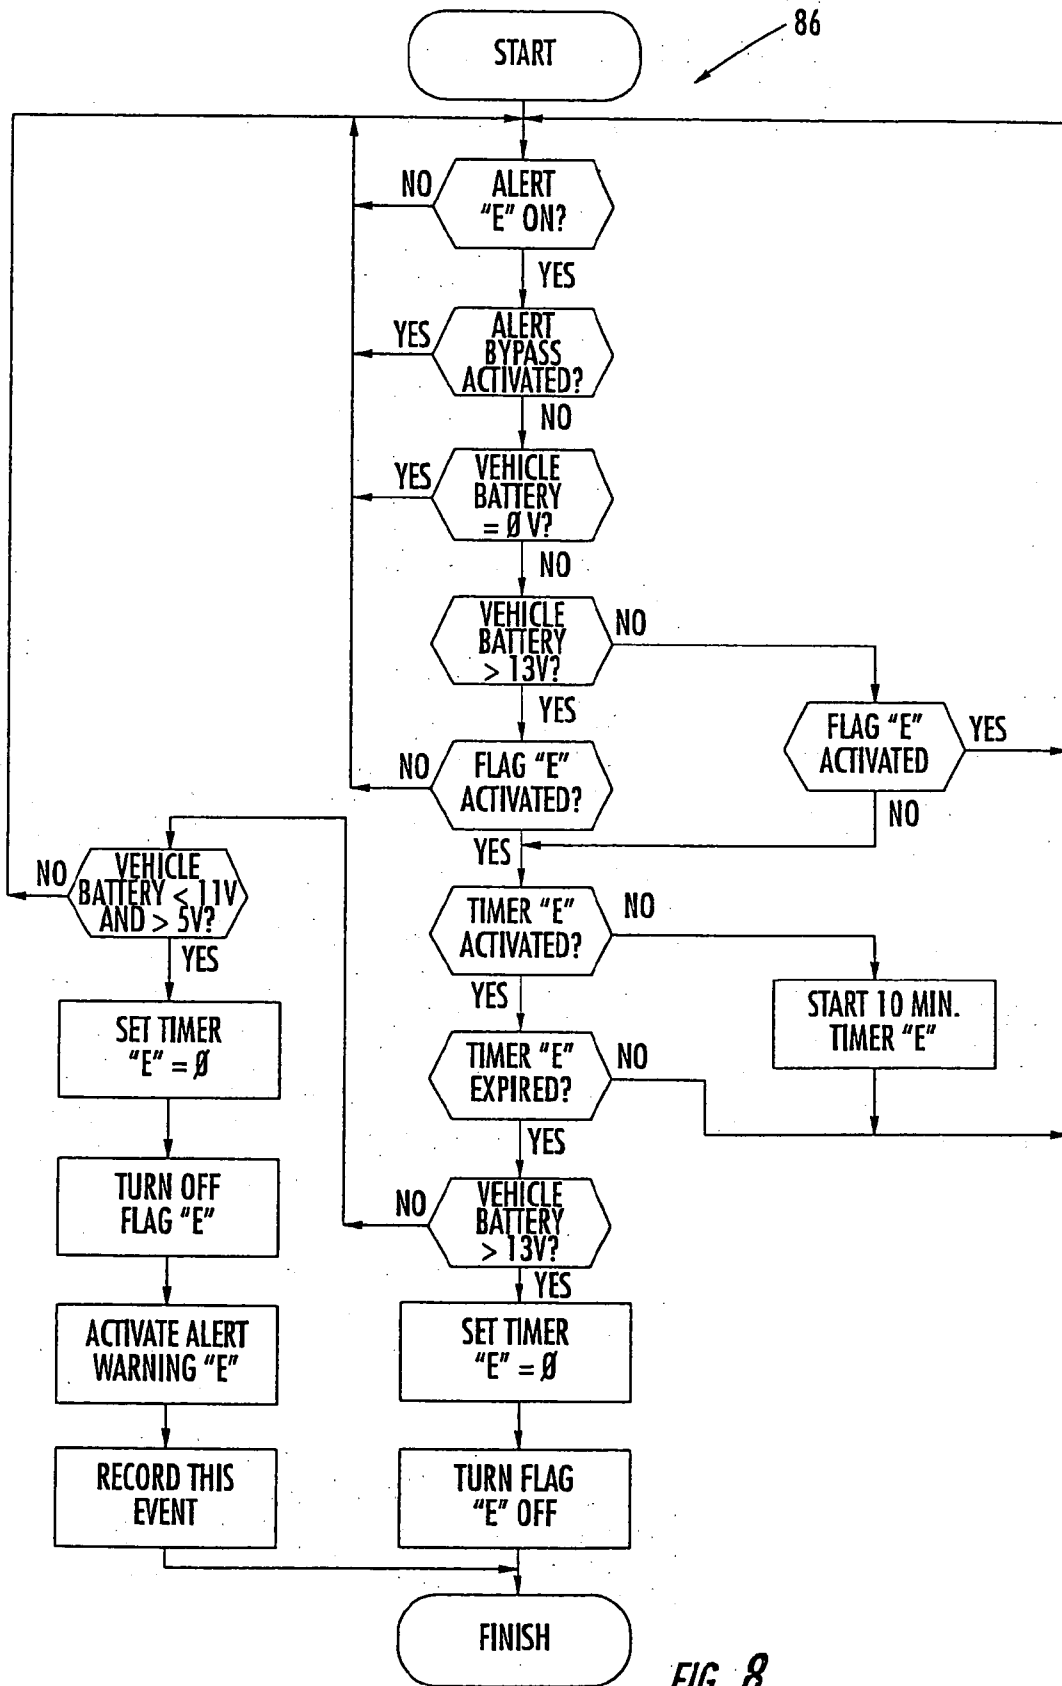 86
START
NO
ALERT
"E" ON?
YES
YES
ALERT
BYPASS
ACTIVATED?
NO
YES
VEHICLE
BATTERY
= Ø V?
NO
VEHICLE
BATTERY
> 13V?
NO
YES
FLAG "E"
ACTIVATED
YES
NO
NO
FLAG "E"
ACTIVATED?
YES
NO
VEHICLE
BATTERY < 11V
AND > 5V?
YES
TIMER "E"
ACTIVATED?
NO
YES
START 10 MIN.
TIMER "E"
SET TIMER
"E" = Ø
TIMER "E"
EXPIRED?
NO
YES
TURN OFF
FLAG "E"
NO
VEHICLE
BATTERY
> 13V?
YES
ACTIVATE ALERT
WARNING "E"
SET TIMER
"E" = Ø
RECORD THIS
EVENT
TURN FLAG
"E" OFF
FINISH
FIG. 8